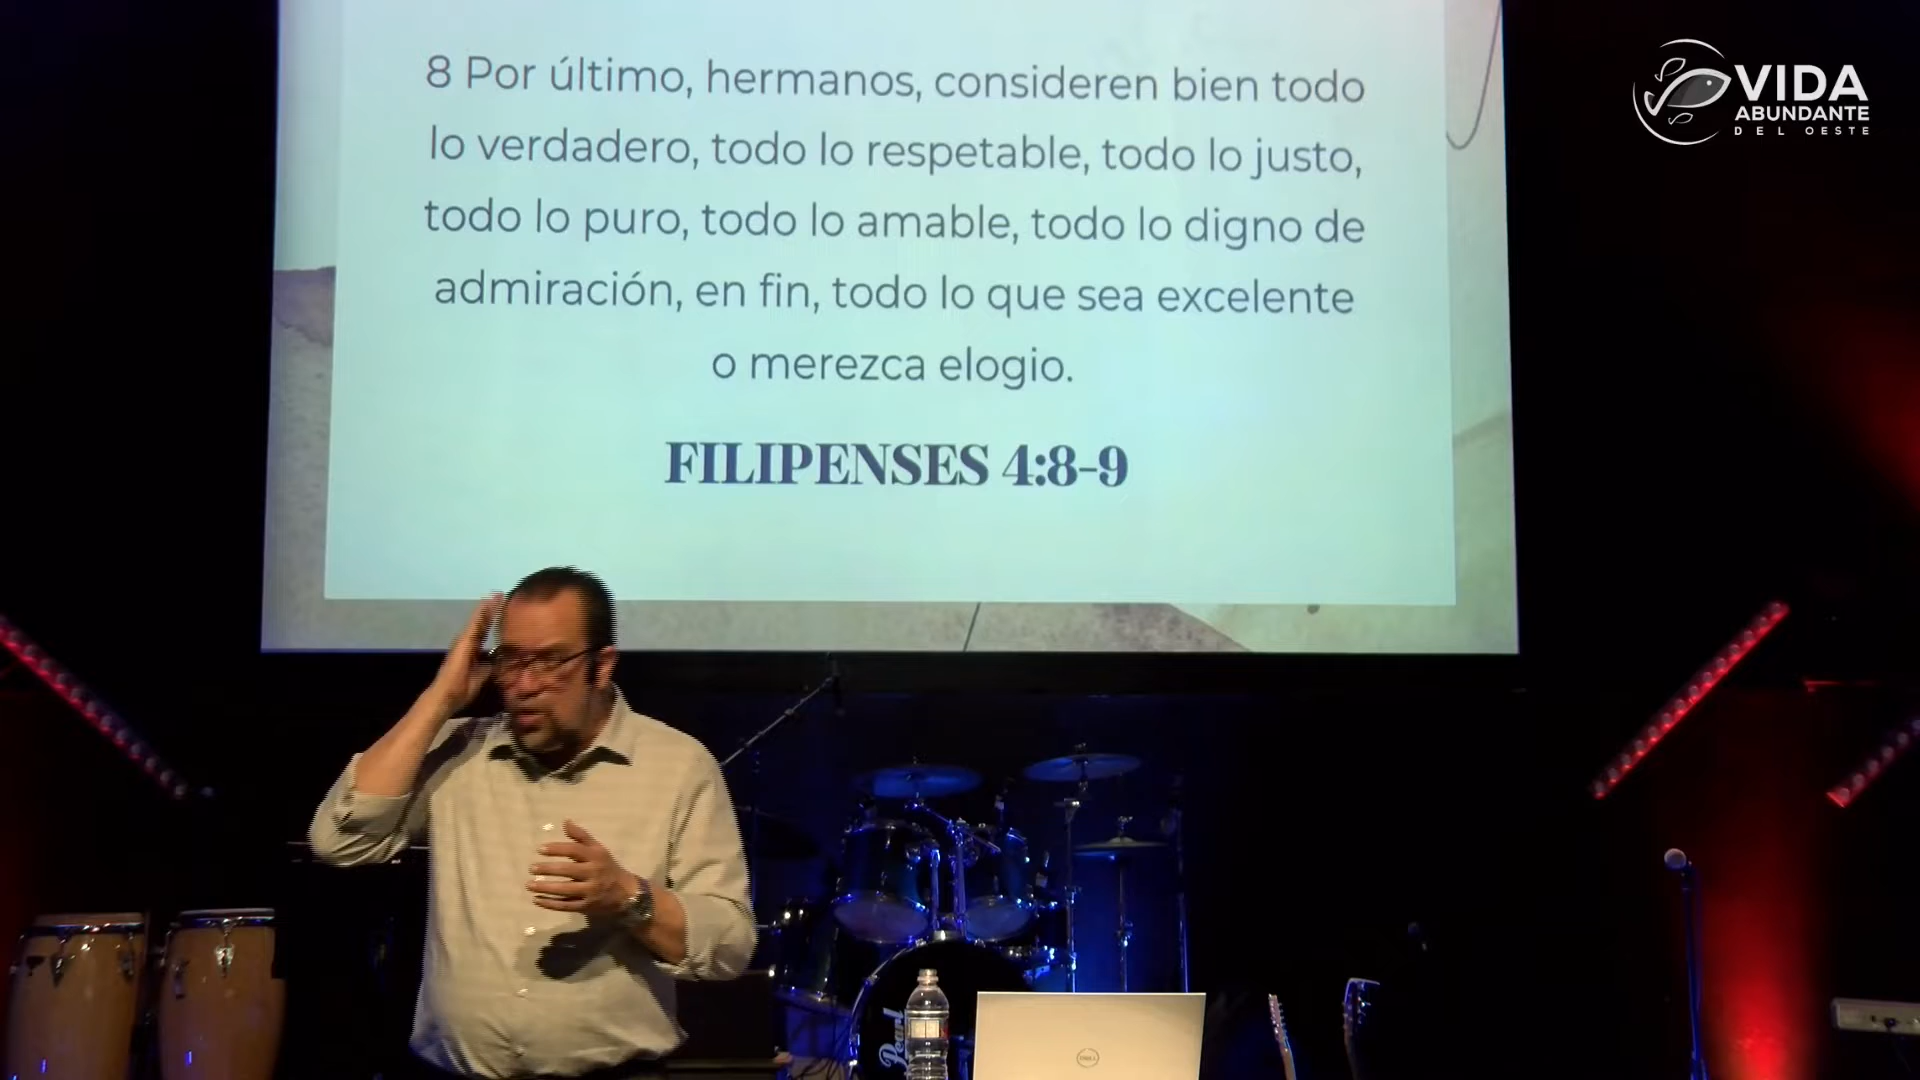 8 Por último, hermanos, consideren bien todo
lo verdadero, todo lo respetable, todo lo justo,
todo lo puro, todo lo amable, todo lo digno de
admiración, en fin, todo lo que sea excelente
o merezca elogio.
FILIPENSES 4:8-9
VIDA
ABUNDANTE
DEL OESTE
Pearl
DELL